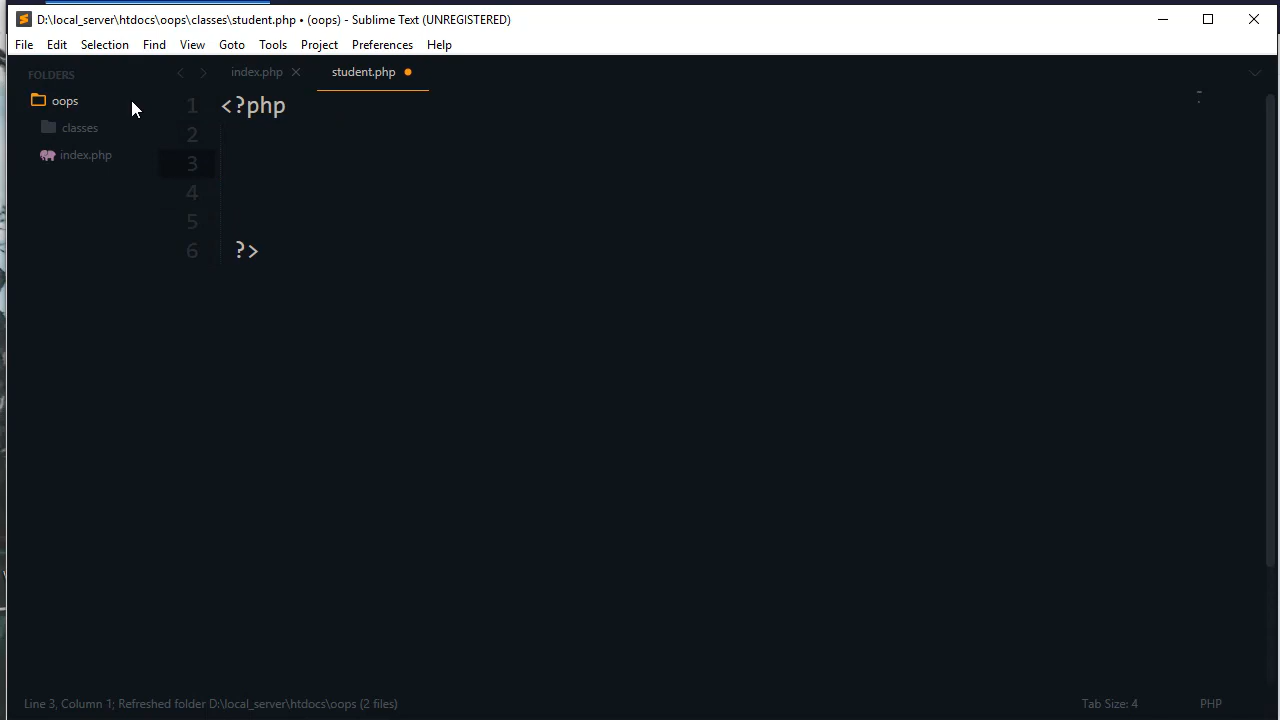 D:\local_server\htdocs\oops\classes\student.php • (oops) - Sublime Text (UNREGISTERED)
File Edit Selection Find View Goto Tools Project Preferences Help
FOLDERS
oops
classes
index.php
index.php student.php
1 <?php
2
3
4
5
6 ?>
Line 3, Column 1; Refreshed folder D:\local_server\htdocs\oops (2 files)
Tab Size: 4 PHP